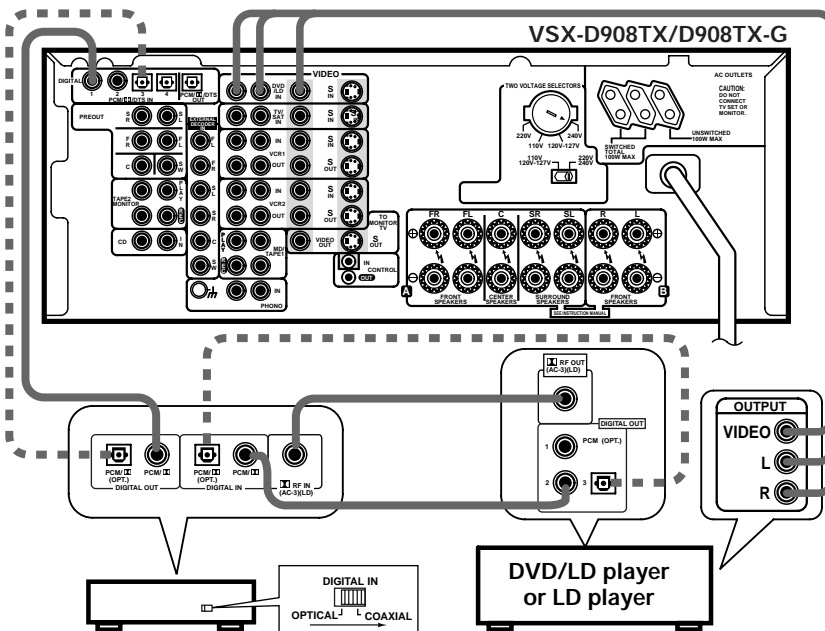 VSX-D908TX/D908TX-G
DIGITAL
1 2 3 4
PCM/ /DTS IN
PCM/ /DTS OUT
VIDEO
DVD /LD IN
S IN
TV/ SAT IN
S IN
IN
VCR1
OUT
S IN
S OUT
IN
VCR2
OUT
S IN
S OUT
TO MONITOR TV
VIDEO OUT
S OUT
PREOUT
S R
S L
F R
F L
C
S W
EXTERNAL DECODER IN
F L
F R
S L
S R
C
S W
TAPE2 MONITOR
PLAY
CD
IN
PLAY
MD/ TAPE1
IN
PHONO
IN
CONTROL
OUT
TWO VOLTAGE SELECTORS
220V
240V
110V
120V-127V
110V
120V-127V
220V
240V
AC OUTLETS
CAUTION:
DO NOT
CONNECT
TV SET OR
MONITOR.
SWITCHED
TOTAL
100W MAX
UNSWITCHED
100W MAX
FR FL C SR SL R L
A
B
FRONT SPEAKERS
CENTER SPEAKER
SURROUND SPEAKERS
FRONT SPEAKERS
SEE INSTRUCTION MANUAL
RF OUT
(AC-3)(LD)
DIGITAL OUT
1
PCM (OPT.)
2
3
OUTPUT
VIDEO
L
R
PCM/
(OPT.)
PCM/
DIGITAL OUT
PCM/
(OPT.)
PCM/
DIGITAL IN
RF IN
(AC-3)(LD)
DIGITAL IN
OPTICAL
COAXIAL
DVD/LD player
or LD player